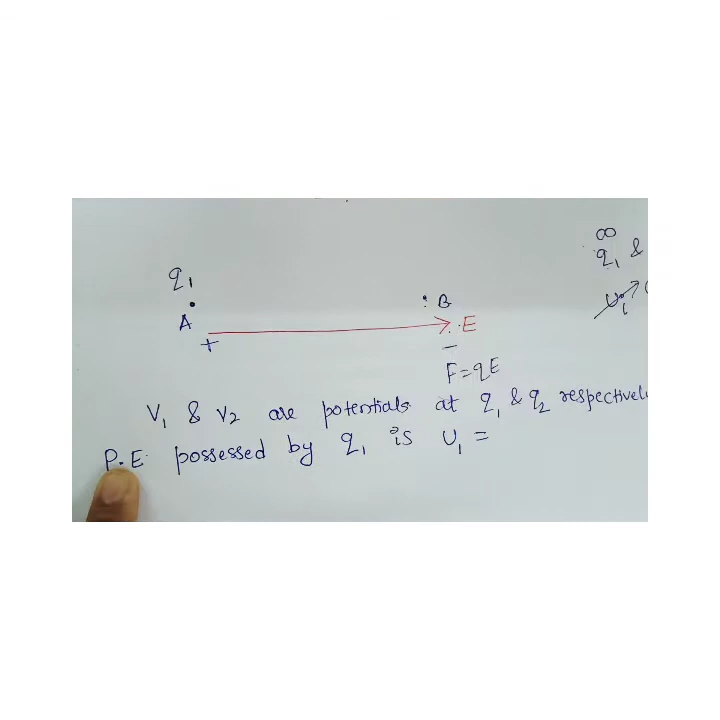 ∞
q₁ &
q₁
A
+
B
E
−
F=qE
V₁ & V₂ are potentials at q₁ & q₂ respectivel
P.E. possessed by q₁ is U₁ =